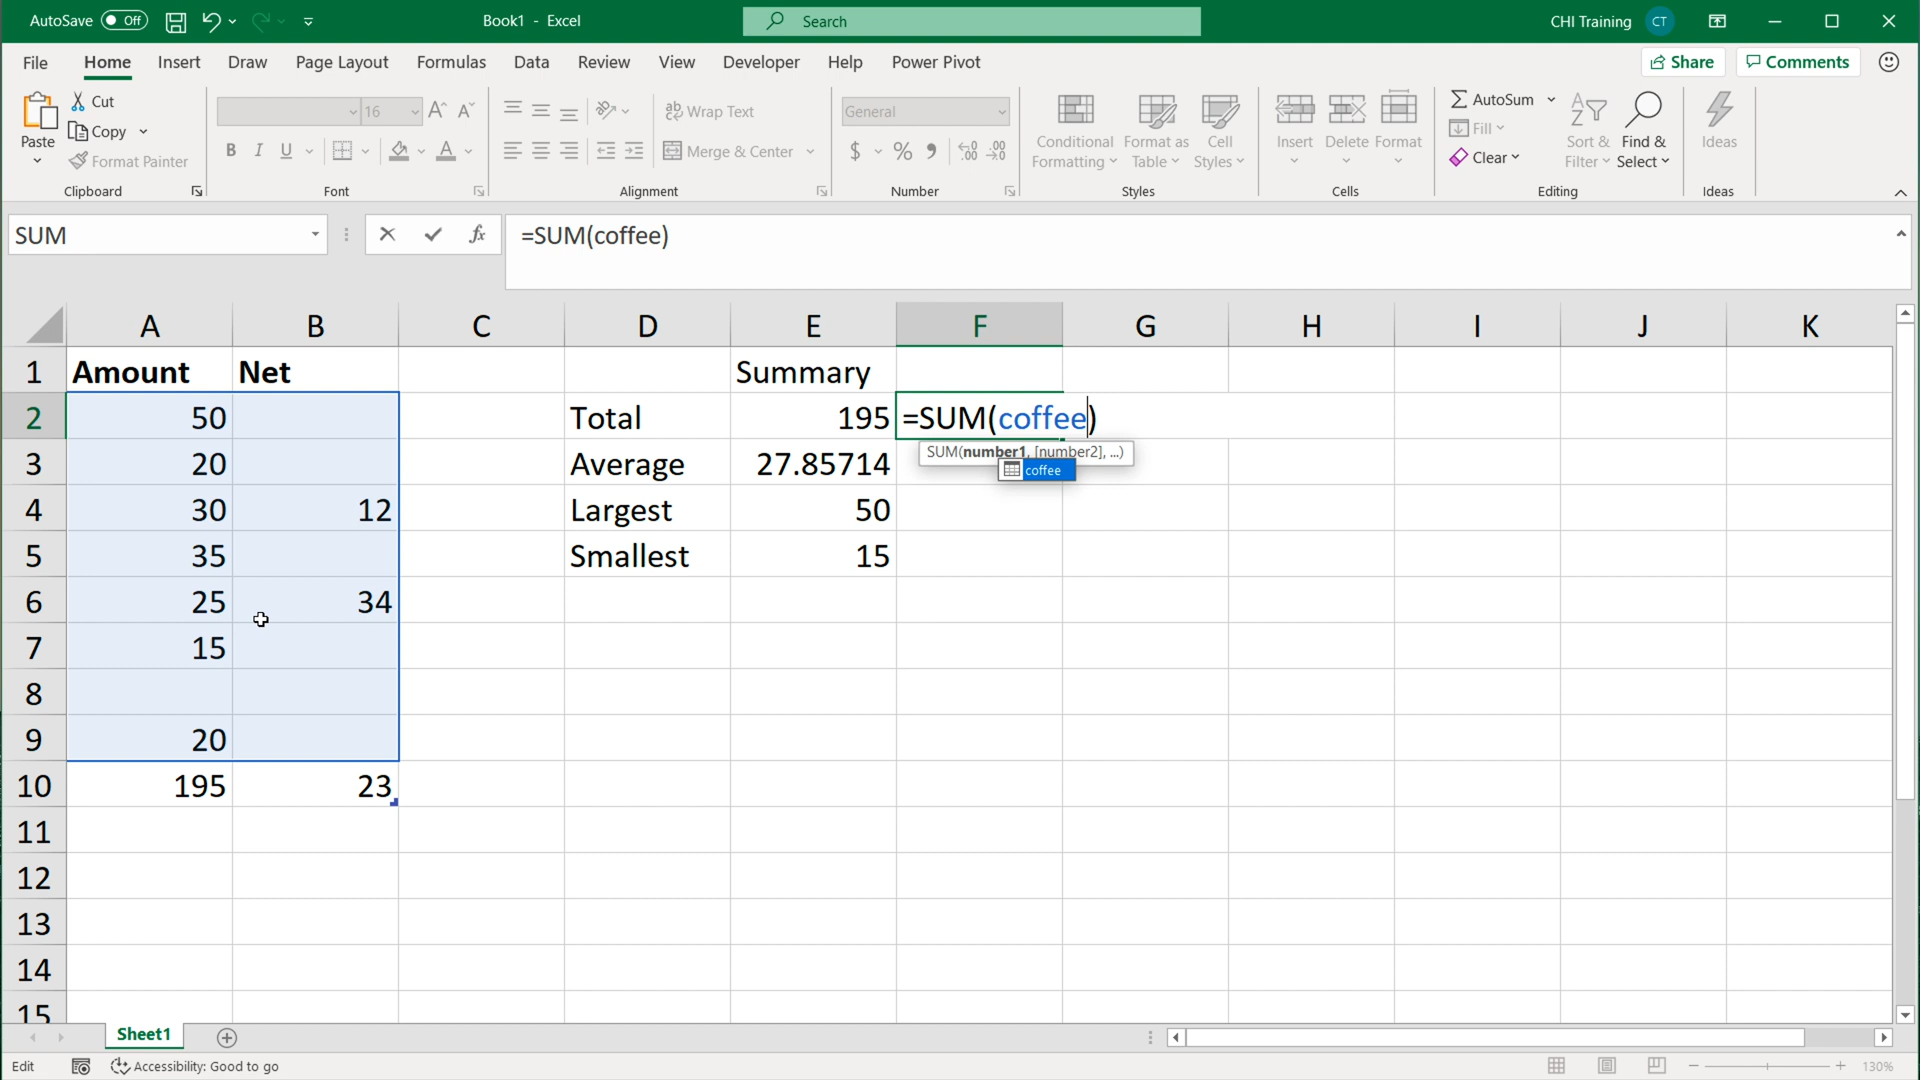 AutoSave Off Book1 - Excel Search CHI Training CT
File Home Insert Draw Page Layout Formulas Data Review View Developer Help Power Pivot Share Comments
Paste Cut Copy Format Painter Clipboard
16 A A B I U A Font
ab Wrap Text Merge & Center Alignment
General $ % 9 .00 Number
Conditional Formatting Format as Table Cell Styles Styles
Insert Delete Format Cells
AutoSum Fill Clear Sort & Filter Find & Select Editing
Ideas Ideas
SUM fx =SUM(coffee)
A B C D E F G H I J K
1 Amount Net Summary
2 50 Total 195 =SUM(coffee)
SUM(number1, [number2], ...)
coffee
3 20 Average 27.85714
4 30 12 Largest 50
5 35 Smallest 15
6 25 34
7 15
8
9 20
10 195 23
11
12
13
14
15
Sheet1
Edit Accessibility: Good to go 130%